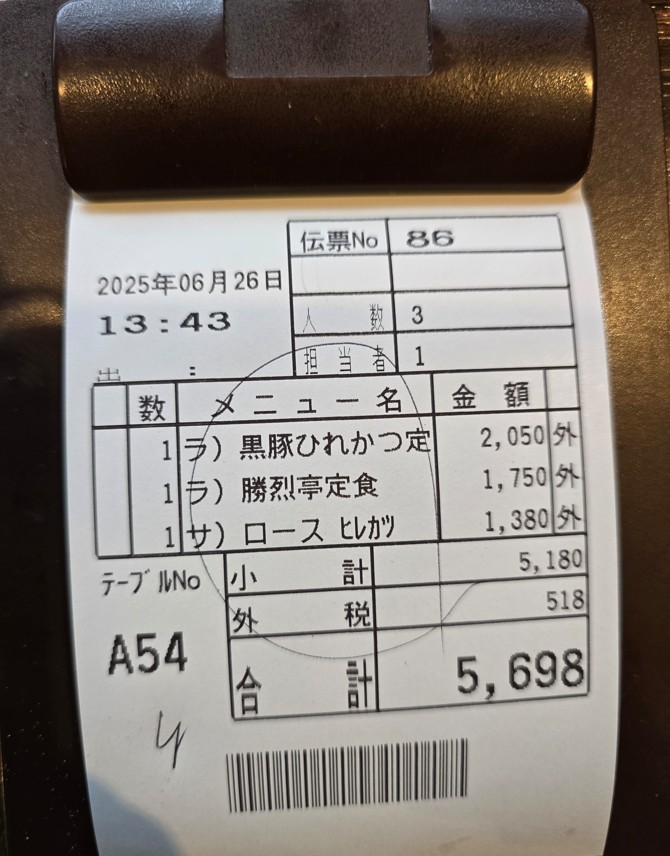 伝票No 86
2025年06月26日
13:43
人数 3
担当者 1
出 :
数 メニュー名 金額
1 ラ) 黒豚ひれかつ定 2,050 外
1 ラ) 勝烈亭定食 1,750 外
1 サ) ロース ヒレカツ 1,380 外
小計 5,180
テーブルNo
外税 518
A54
合計 5,698